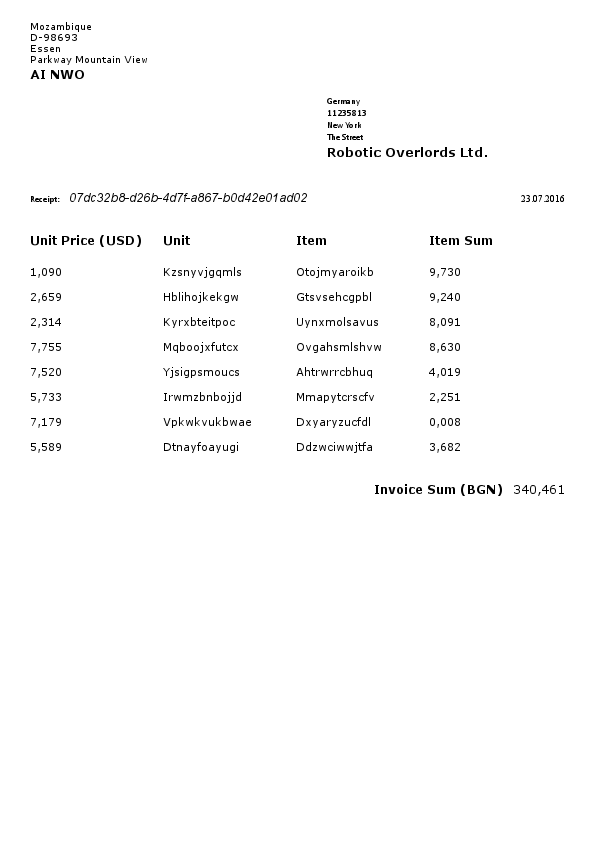 Mozambique
D-98693
Essen
Parkway Mountain View
AI NWO
Germany
11235813
New York
The Street
Robotic Overlords Ltd.
Receipt: 07dc32b8-d26b-4d7f-a867-b0d42e01ad02 23.07.2016
Unit Price (USD) Unit Item Item Sum
1,090 Kzsnyvjgqmls Otojmyaroikb 9,730
2,659 Hblihojkekgw Gtsvsehcgpbl 9,240
2,314 Kyrxbteitpoc Uynxmolsavus 8,091
7,755 Mqboojxfutcx Ovgahsmlshvw 8,630
7,520 Yjsigpsmoucs Ahtrwrrcbhuq 4,019
5,733 Irwmzbnbojjd Mmapytcrscfv 2,251
7,179 Vpkwkvukbwae Dxyaryzucfdl 0,008
5,589 Dtnayfoayugi Ddzwciwwjtfa 3,682
Invoice Sum (BGN) 340,461